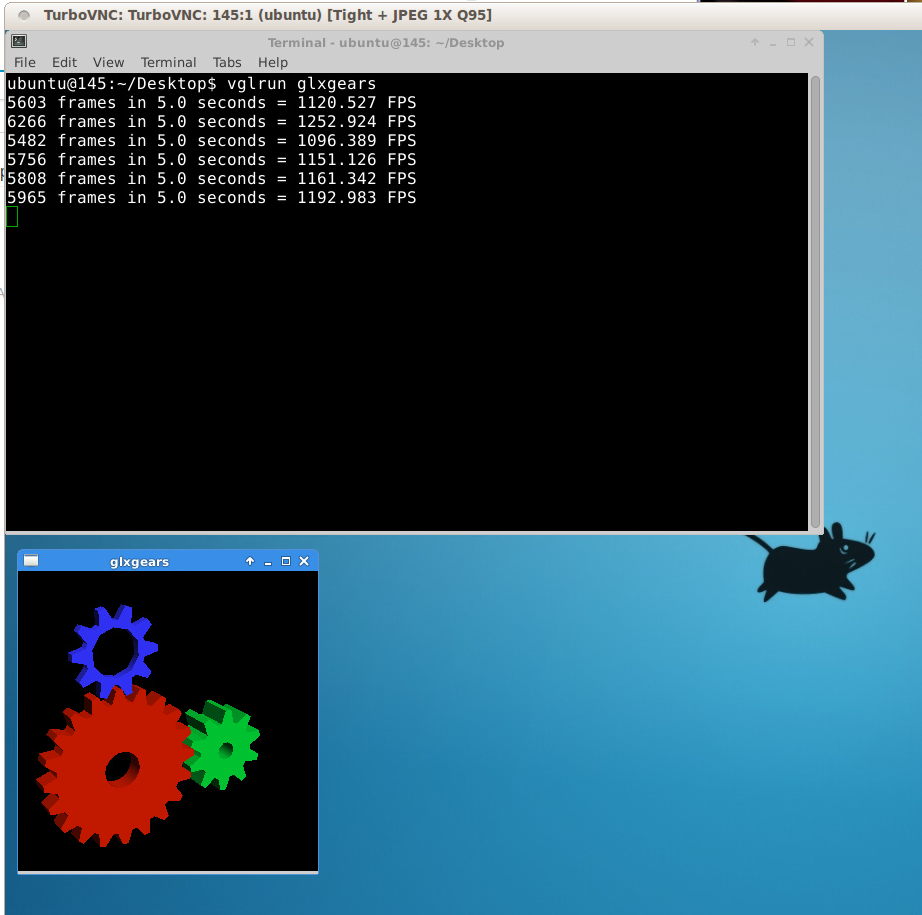 TurboVNC: TurboVNC: 145:1 (ubuntu) [Tight + JPEG 1X Q95]
Terminal - ubuntu@145: ~/Desktop
File Edit View Terminal Tabs Help
ubuntu@145:~/Desktop$ vglrun glxgears
5603 frames in 5.0 seconds = 1120.527 FPS
6266 frames in 5.0 seconds = 1252.924 FPS
5482 frames in 5.0 seconds = 1096.389 FPS
5756 frames in 5.0 seconds = 1151.126 FPS
5808 frames in 5.0 seconds = 1161.342 FPS
5965 frames in 5.0 seconds = 1192.983 FPS
glxgears